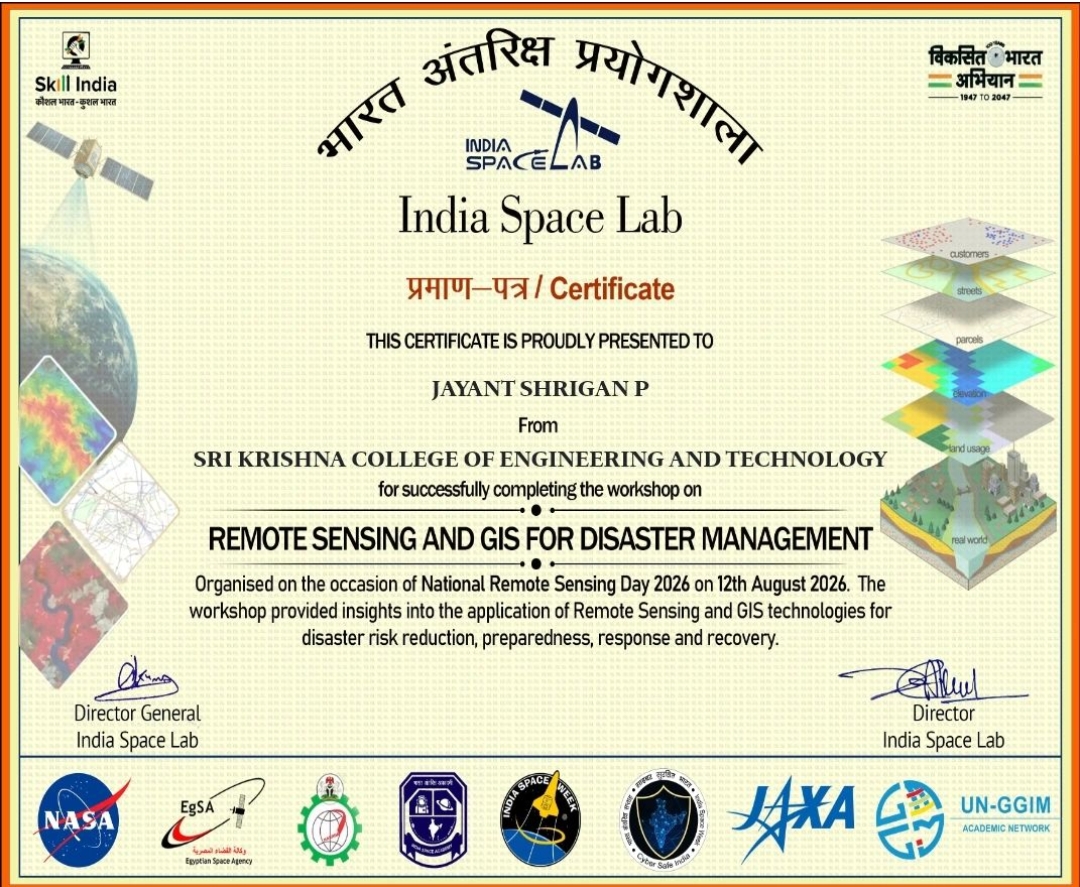 Skill India
कौशल भारत - कुशल भारत
भारत अंतरिक्ष प्रयोगशाला
INDIA
SPACE LAB
विकसित भारत
अभियान
1947 TO 2047
India Space Lab
प्रमाण–पत्र / Certificate
THIS CERTIFICATE IS PROUDLY PRESENTED TO
JAYANT SHRIGAN P
From
SRI KRISHNA COLLEGE OF ENGINEERING AND TECHNOLOGY
for successfully completing the workshop on
REMOTE SENSING AND GIS FOR DISASTER MANAGEMENT
Organised on the occasion of National Remote Sensing Day 2026 on 12th August 2026. The
workshop provided insights into the application of Remote Sensing and GIS technologies for
disaster risk reduction, preparedness, response and recovery.
customers
streets
parcels
elevation
land usage
real world
Director General
India Space Lab
Director
India Space Lab
NASA
EgSA
وكالة الفضاء المصرية
Egyptian Space Agency
INDIA SPACE ACADEMY
INDIA SPACE WEEK
Cyber Safe India
JAXA
UN-GGIM
ACADEMIC NETWORK